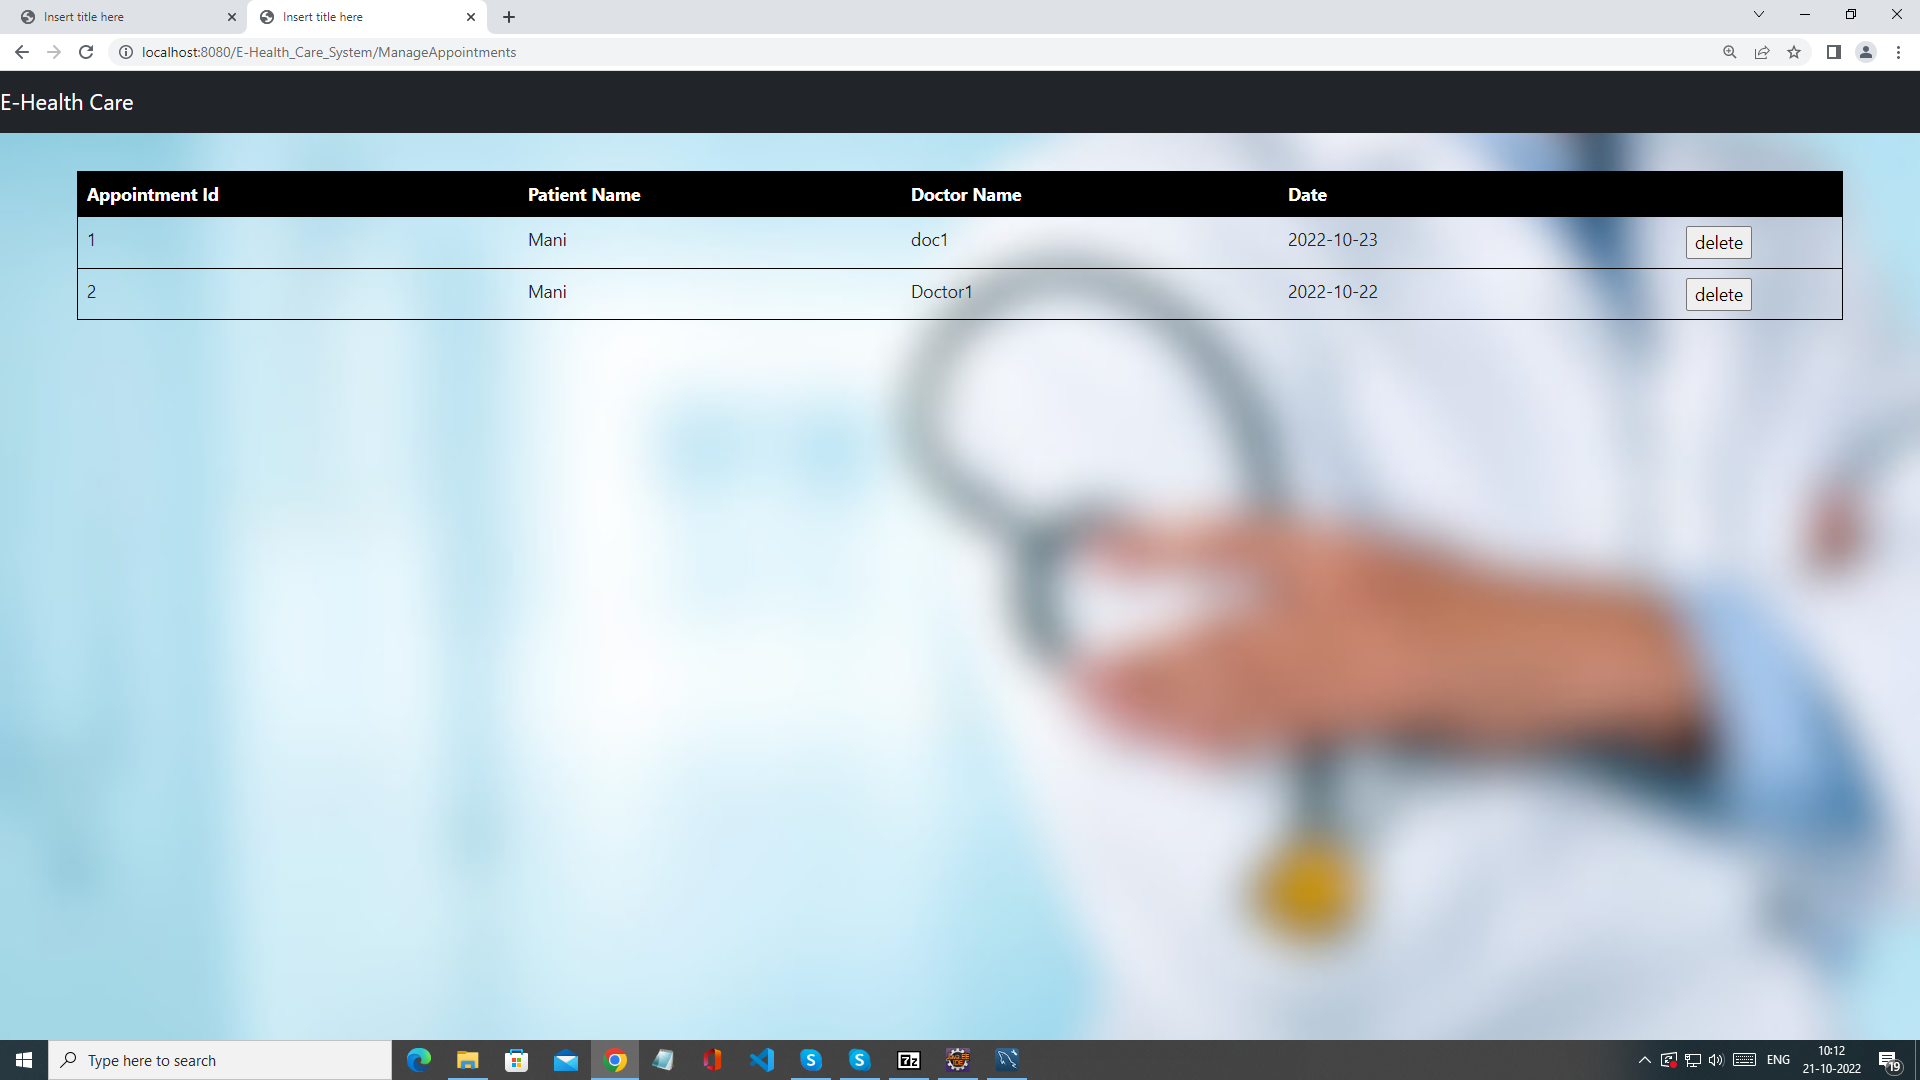 Insert title here
Insert title here
localhost:8080/E-Health_Care_System/ManageAppointments
E-Health Care
Appointment Id Patient Name Doctor Name Date
1 Mani doc1 2022-10-23 delete
2 Mani Doctor1 2022-10-22 delete
Type here to search
S
S
7z
ENG
10:12
21-10-2022
19